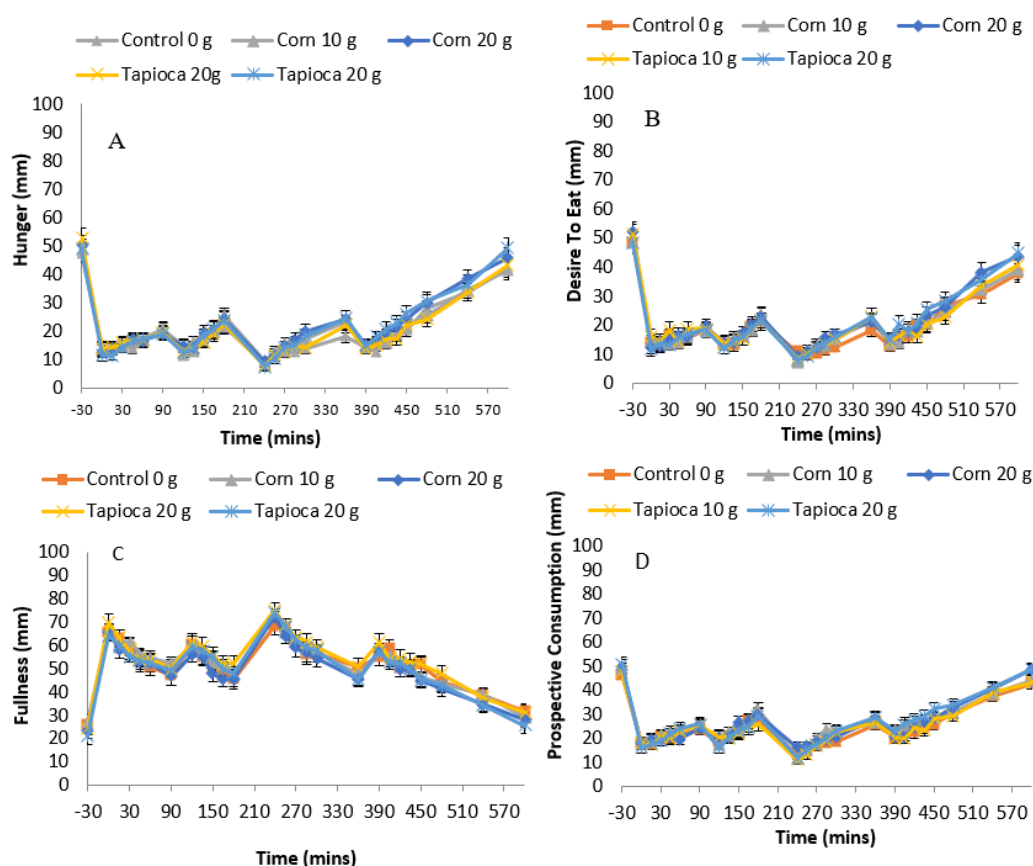 Control 0 g Corn 10 g Corn 20 g
Tapioca 20g Tapioca 20 g
A
Hunger (mm)
100
90
80
70
60
50
40
30
20
10
0
-30 30 90 150 210 270 330 390 450 510 570
Time (mins)
Control 0 g Corn 10 g Corn 20 g
Tapioca 10 g Tapioca 20 g
B
Desire To Eat (mm)
100
90
80
70
60
50
40
30
20
10
0
-30 30 90 150 210 270 330 390 450 510 570
Time (mins)
Control 0 g Corn 10 g Corn 20 g
Tapioca 20 g Tapioca 20 g
C
Fullness (mm)
100
90
80
70
60
50
40
30
20
10
0
-30 30 90 150 210 270 330 390 450 510 570
Time (mins)
Control 0 g Corn 10 g Corn 20 g
Tapioca 10 g Tapioca 20 g
D
Prospective Consumption (mm)
100
90
80
70
60
50
40
30
20
10
0
-30 30 90 150 210 270 330 390 450 510 570
Time (mins)